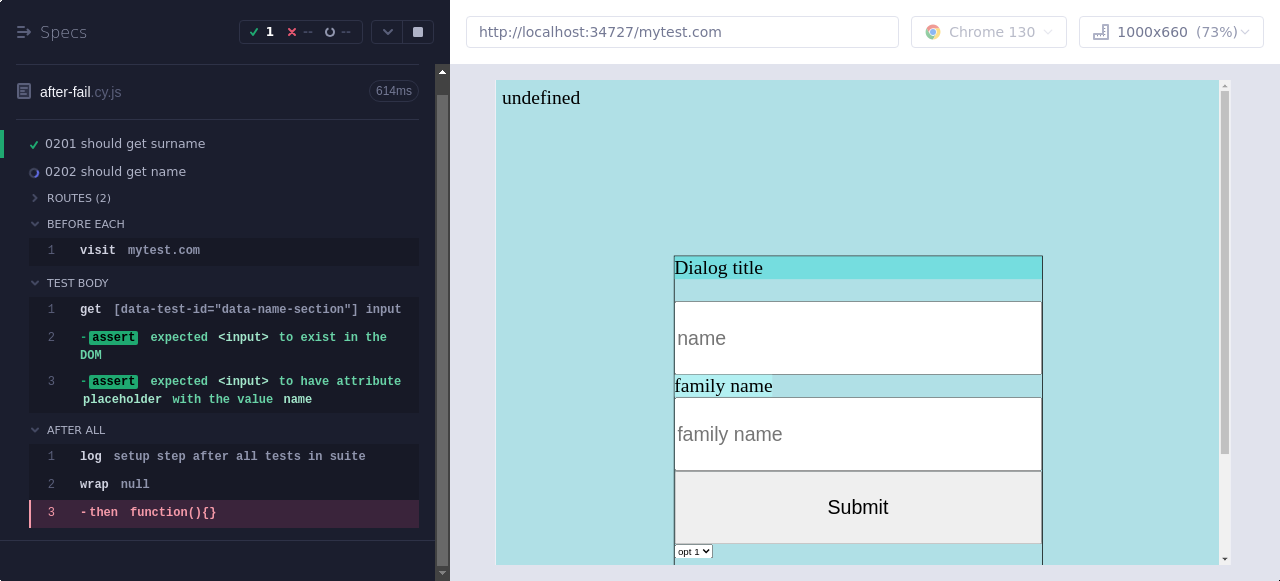 Specs
1 -- --
after-fail.cy.js 614ms
0201 should get surname
0202 should get name
ROUTES (2)
BEFORE EACH
1 visit mytest.com
TEST BODY
1 get [data-test-id="data-name-section"] input
2 -assert expected <input> to exist in the
DOM
3 -assert expected <input> to have attribute
placeholder with the value name
AFTER ALL
1 log setup step after all tests in suite
2 wrap null
3 -then function(){}
http://localhost:34727/mytest.com
Chrome 130
1000x660 (73%)
undefined
Dialog title
name
family name
family name
Submit
opt 1